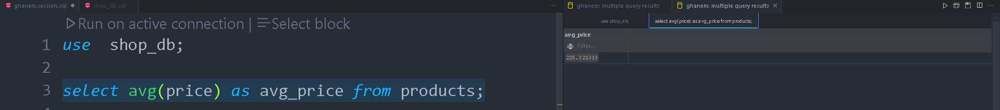 ghanem.session.sql
shop_db.sql
Run on active connection | Select block
1 use shop_db;
2
3 select avg(price) as avg_price from products;
ghanem: multiple query results
ghanem: multiple query results
use shop_db;
select avg(price) as avg_price from products;
avg_price
abc Filter...
225.321333